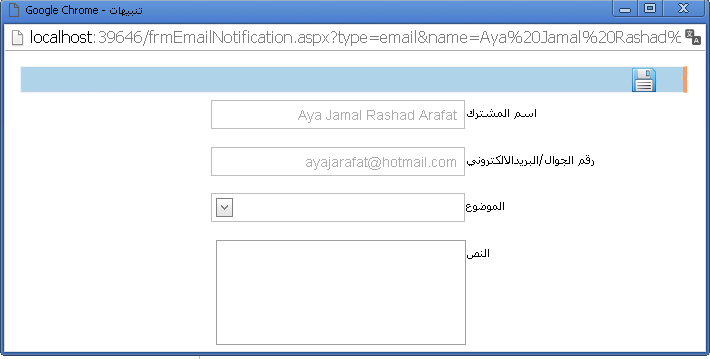 Google Chrome - تنبيهات
localhost:39646/frmEmailNotification.aspx?type=email&name=Aya%20Jamal%20Rashad%
اسم المشترك
Aya Jamal Rashad Arafat
رقم الجوال/البريدالالكتروني
ayajarafat@hotmail.com
الموضوع
النص